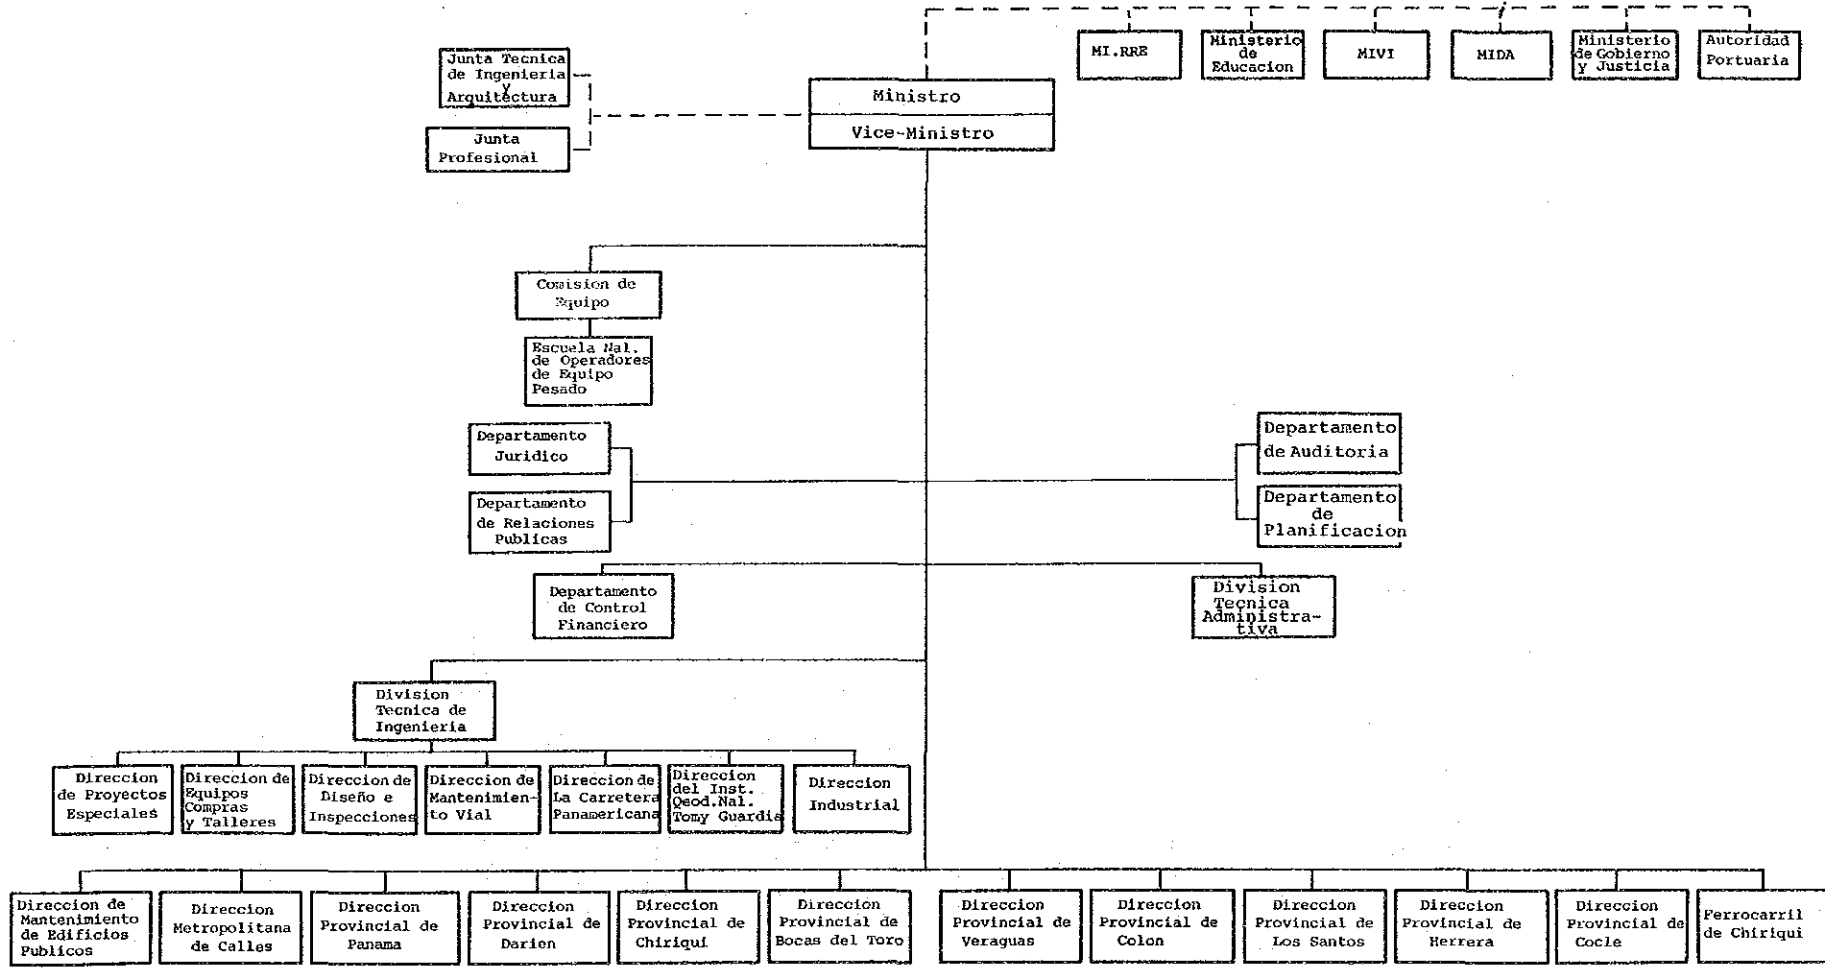 MI.RRE
Ministerio
de
Educacion
MIVI
MIDA
Ministerio
de Gobierno
y Justicia
Autoridad
Portuaria
Junta Tecnica
de Ingenieria
y
Arquitectura
Junta
Profesional
Ministro
Vice-Ministro
Comision de
Equipo
Escuela Nal.
de Operadores
de Equipo
Pesado
Departamento
Juridico
Departamento
de Relaciones
Publicas
Departamento
de Auditoria
Departamento
de
Planificacion
Departamento
de Control
Financiero
Division
Tecnica
Administra-
tiva
Division
Tecnica de
Ingenieria
Direccion
de Proyectos
Especiales
Direccion de
Equipos
Compras
y Talleres
Direccion de
Diseño e
Inspecciones
Direccion de
Mantenimien-
to Vial
Direccion de
La Carretera
Panamericana
Direccion
del Inst.
Qeod.Nal.
Tomy Guardia
Direccion
Industrial
Direccion de
Mantenimiento
de Edificios
Publicos
Direccion
Metropolitana
de Calles
Direccion
Provincial de
Panama
Direccion
Provincial de
Darien
Direccion
Provincial de
Chiriqui
Direccion
Provincial de
Bocas del Toro
Direccion
Provincial de
Veraguas
Direccion
Provincial de
Colon
Direccion
Provincial de
Los Santos
Direccion
Provincial de
Herrera
Direccion
Provincial de
Cocle
Ferrocarril
de Chiriqui